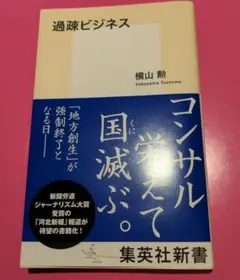 過疎ビジネス
横山 勲
Yokoyama Tsutomu
コンサル
栄えて
国滅ぶ。
くに
「地方創生」が
強制終了と
なる日――
新聞労連
ジャーナリズム大賞
受賞の
「河北新報」報道が
待望の書籍化!
集英社新書